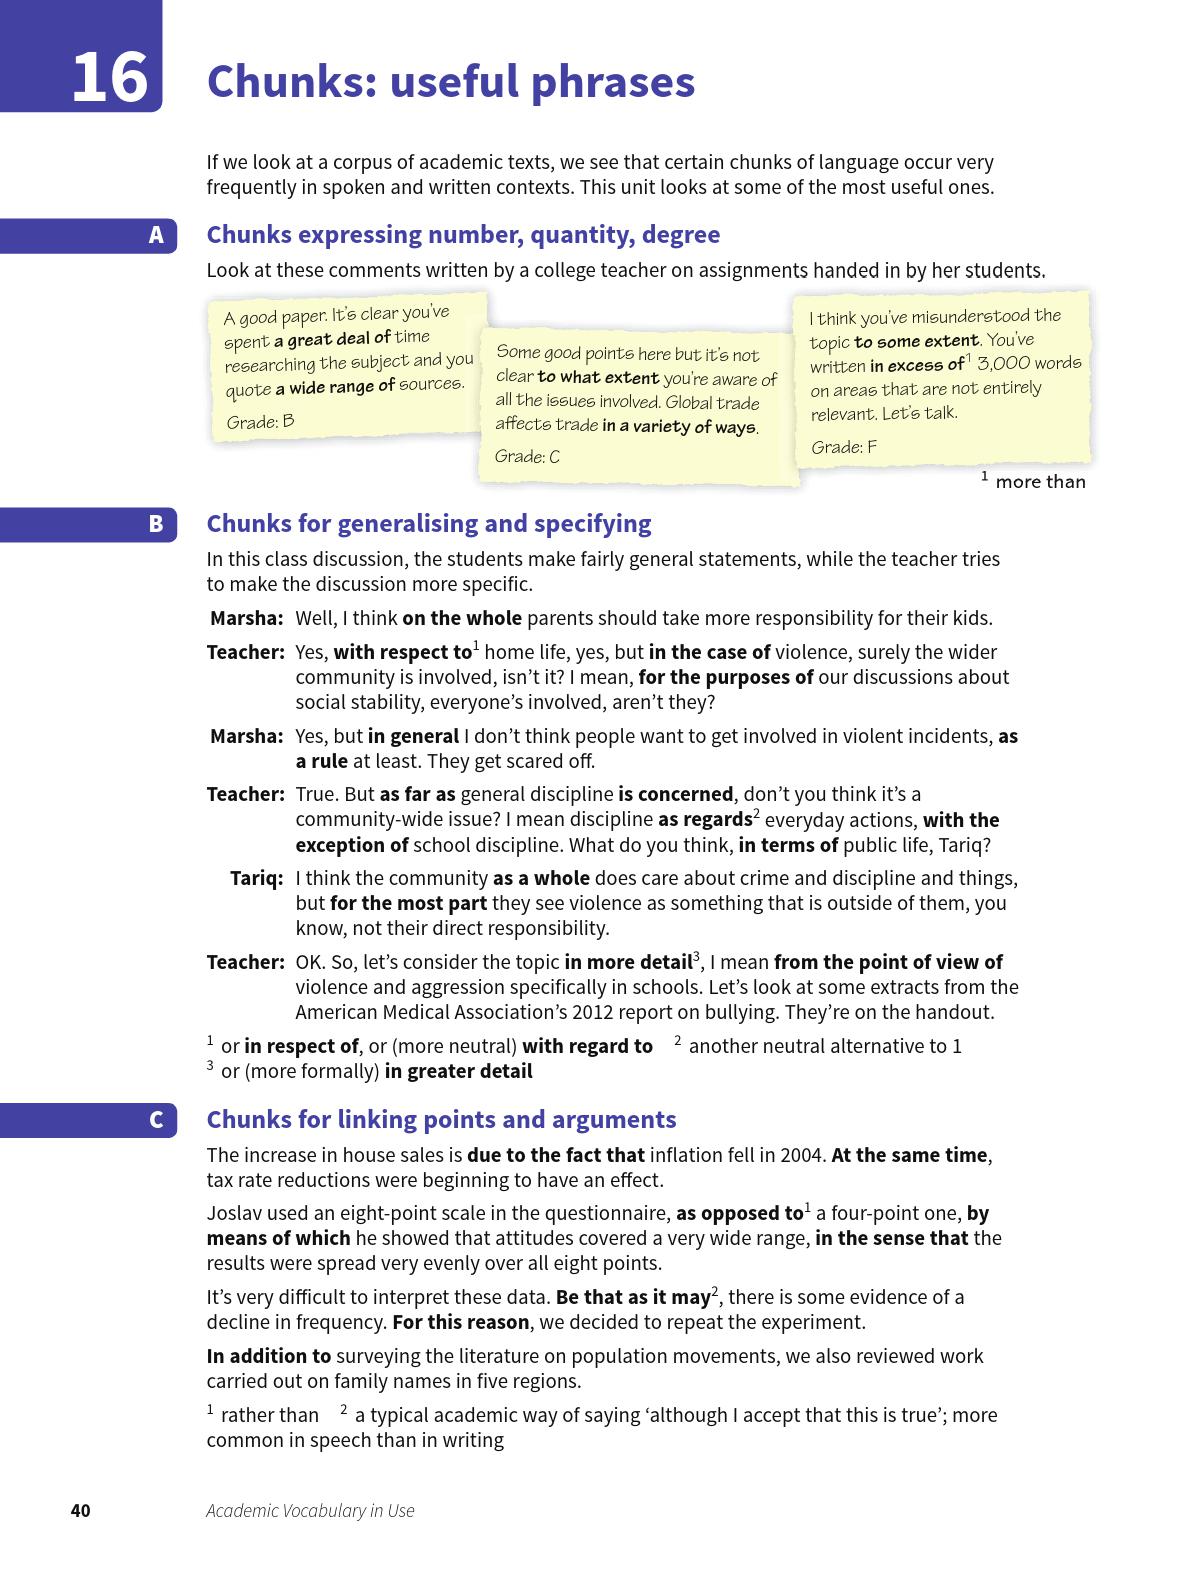 16
Chunks: useful phrases
If we look at a corpus of academic texts, we see that certain chunks of language occur very
frequently in spoken and written contexts. This unit looks at some of the most useful ones.
A
Chunks expressing number, quantity, degree
Look at these comments written by a college teacher on assignments handed in by her students.
A good paper. It's clear you've
spent a great deal of time
researching the subject and you
quote a wide range of sources.
Grade: B
Some good points here but it's not
clear to what extent you're aware of
all the issues involved. Global trade
affects trade in a variety of ways.
Grade: C
I think you've misunderstood the
topic to some extent. You've
written in excess of1 3,000 words
on areas that are not entirely
relevant. Let's talk.
Grade: F
1 more than
B
Chunks for generalising and specifying
In this class discussion, the students make fairly general statements, while the teacher tries
to make the discussion more specific.
Marsha: Well, I think on the whole parents should take more responsibility for their kids.
Teacher: Yes, with respect to1 home life, yes, but in the case of violence, surely the wider
community is involved, isn't it? I mean, for the purposes of our discussions about
social stability, everyone's involved, aren't they?
Marsha: Yes, but in general I don't think people want to get involved in violent incidents, as
a rule at least. They get scared off.
Teacher: True. But as far as general discipline is concerned, don't you think it's a
community-wide issue? I mean discipline as regards2 everyday actions, with the
exception of school discipline. What do you think, in terms of public life, Tariq?
Tariq: I think the community as a whole does care about crime and discipline and things,
but for the most part they see violence as something that is outside of them, you
know, not their direct responsibility.
Teacher: OK. So, let's consider the topic in more detail3, I mean from the point of view of
violence and aggression specifically in schools. Let's look at some extracts from the
American Medical Association's 2012 report on bullying. They're on the handout.
1 or in respect of, or (more neutral) with regard to 2 another neutral alternative to 1
3 or (more formally) in greater detail
C
Chunks for linking points and arguments
The increase in house sales is due to the fact that inflation fell in 2004. At the same time,
tax rate reductions were beginning to have an effect.
Joslav used an eight-point scale in the questionnaire, as opposed to1 a four-point one, by
means of which he showed that attitudes covered a very wide range, in the sense that the
results were spread very evenly over all eight points.
It's very difficult to interpret these data. Be that as it may2, there is some evidence of a
decline in frequency. For this reason, we decided to repeat the experiment.
In addition to surveying the literature on population movements, we also reviewed work
carried out on family names in five regions.
1 rather than 2 a typical academic way of saying ‘although I accept that this is true’; more
common in speech than in writing
40
Academic Vocabulary in Use